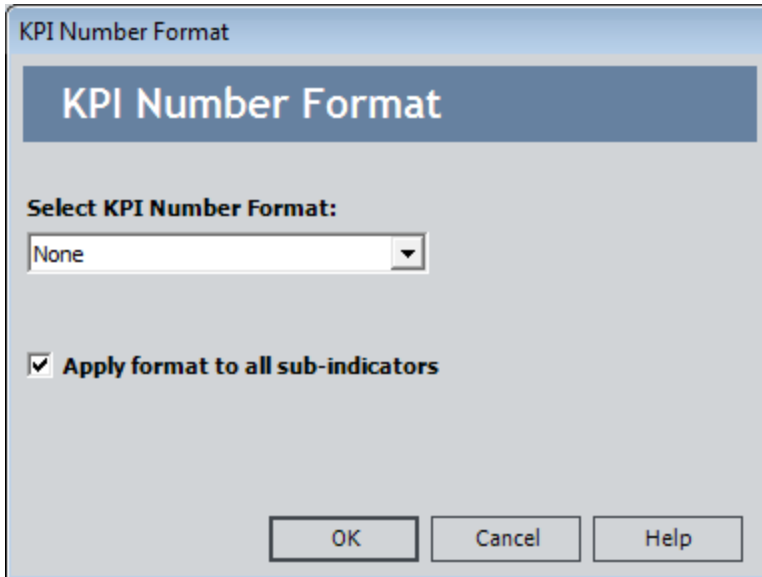 KPI Number Format
KPI Number Format
Select KPI Number Format:
None
Apply format to all sub-indicators
OK Cancel Help